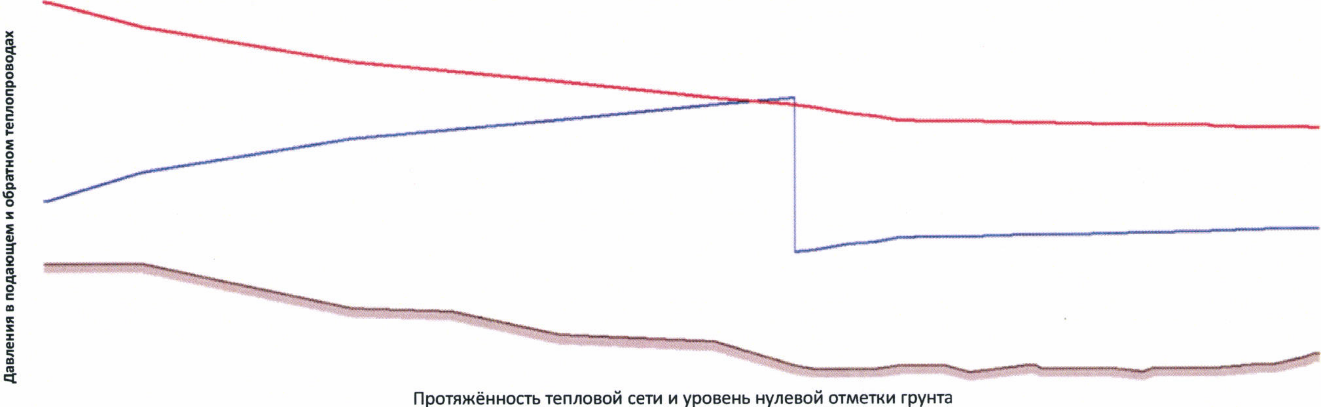 Давления в подающем и обратном теплопроводах
Протяжённость тепловой сети и уровень нулевой отметки грунта